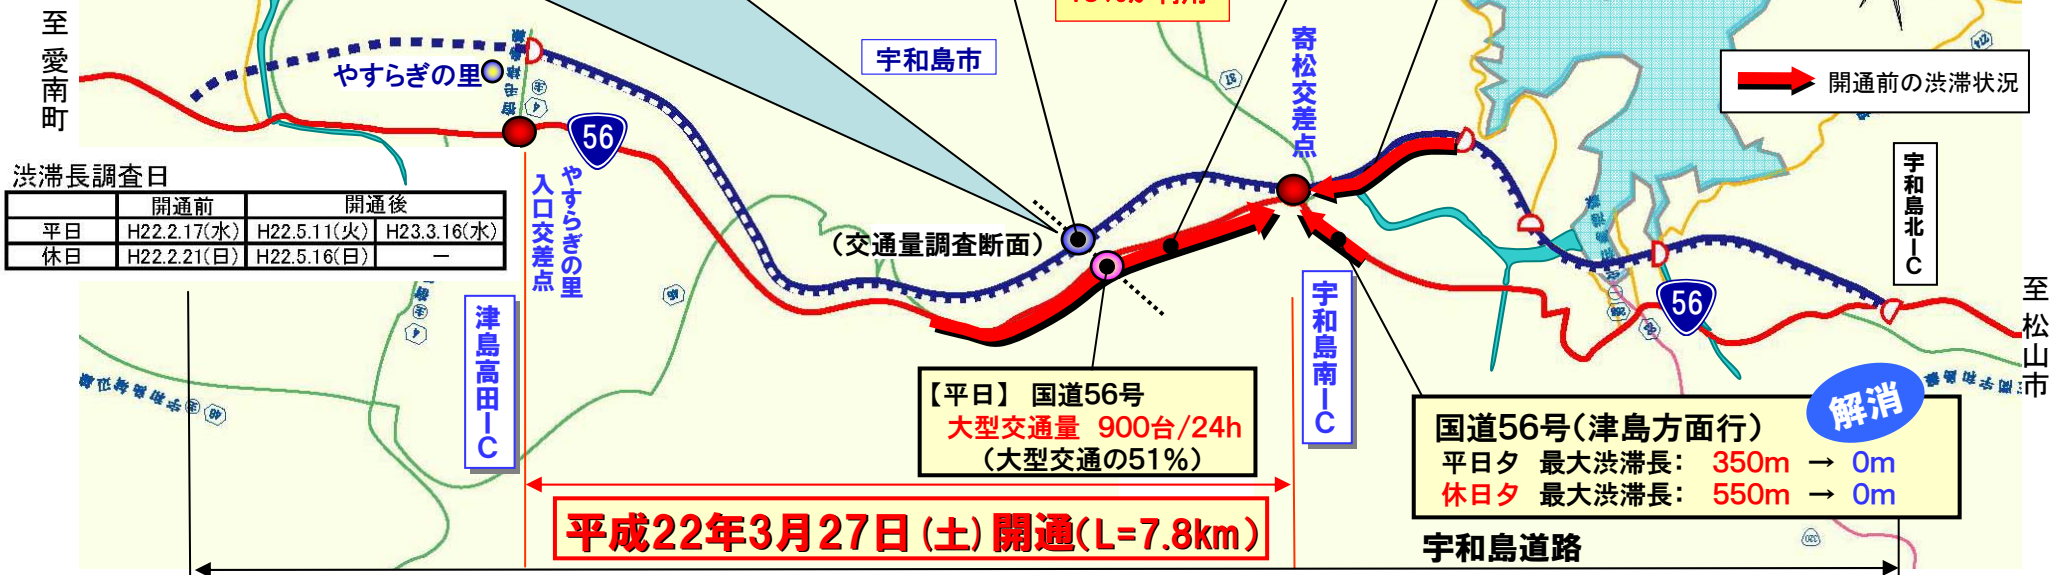 至愛南町
やすらぎの里
宇和島市
寄松交差点
開通前の渋滞状況
56
渋滞長調査日
開通前 開通後
平日 H22.2.17(水) H22.5.11(火) H23.3.16(水)
休日 H22.2.21(日) H22.5.16(日) －
やすらぎの里
入口交差点
(交通量調査断面)
宇和島北IC
至松山市
津島高田IC
宇和島南IC
56
【平日】 国道56号
大型交通量 900台/24h
(大型交通の51%)
解消
国道56号(津島方面行)
平日夕 最大渋滞長: 350m → 0m
休日夕 最大渋滞長: 550m → 0m
平成22年3月27日(土)開通(L=7.8km)
宇和島道路